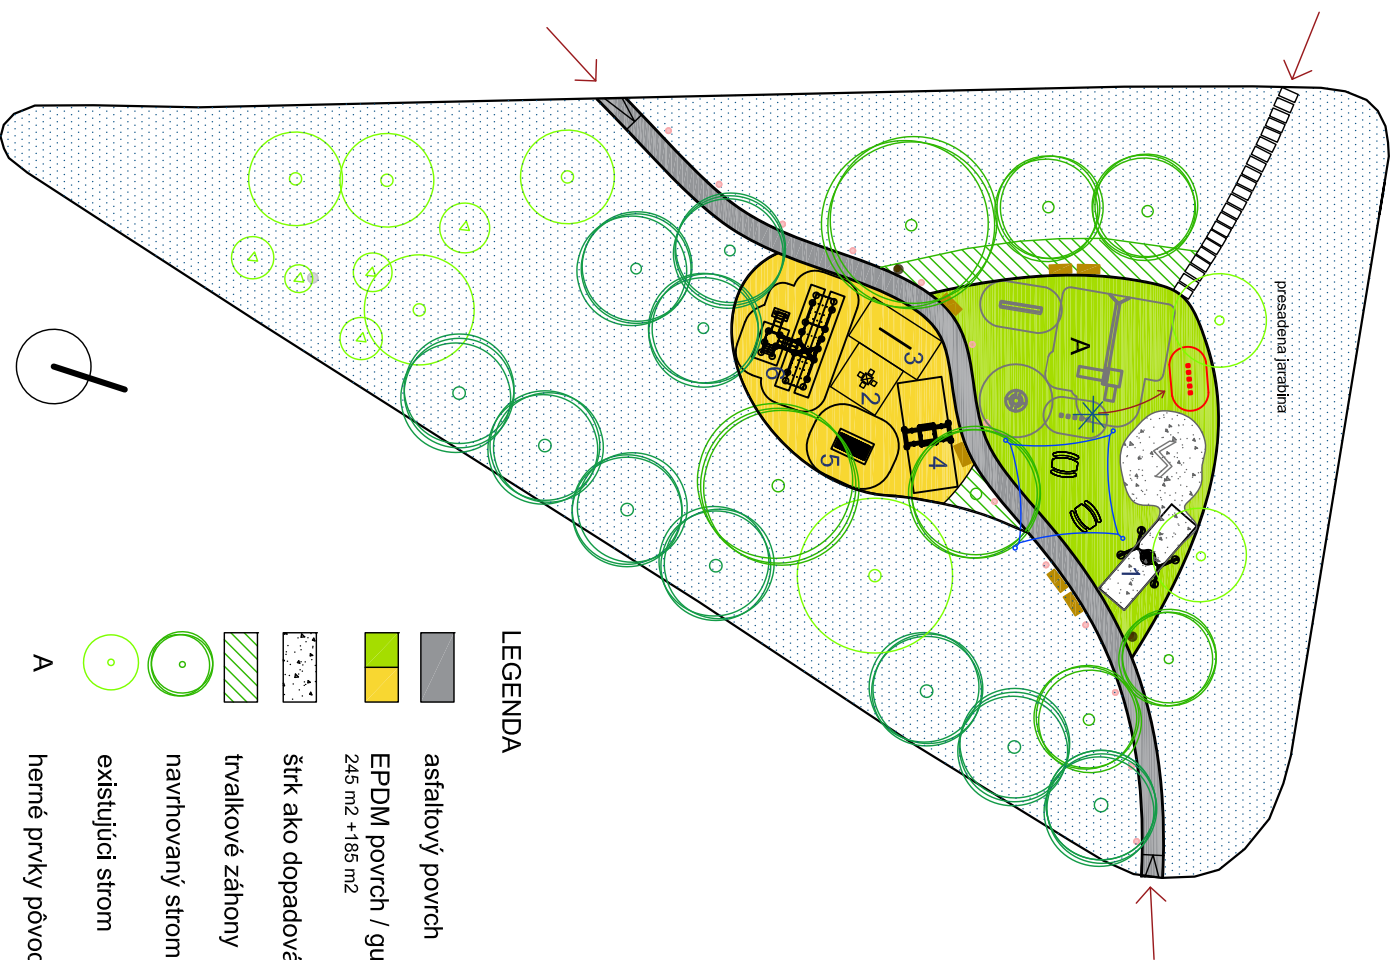 presadena jarabina
A
1
2
3
4
5
6
LEGENDA
asfaltový povrch
EPDM povrch / gu
245 m2 +185 m2
štrk ako dopadová
trvalkové záhony
navrhovaný strom
existujúci strom
A
herné prvky pôvod